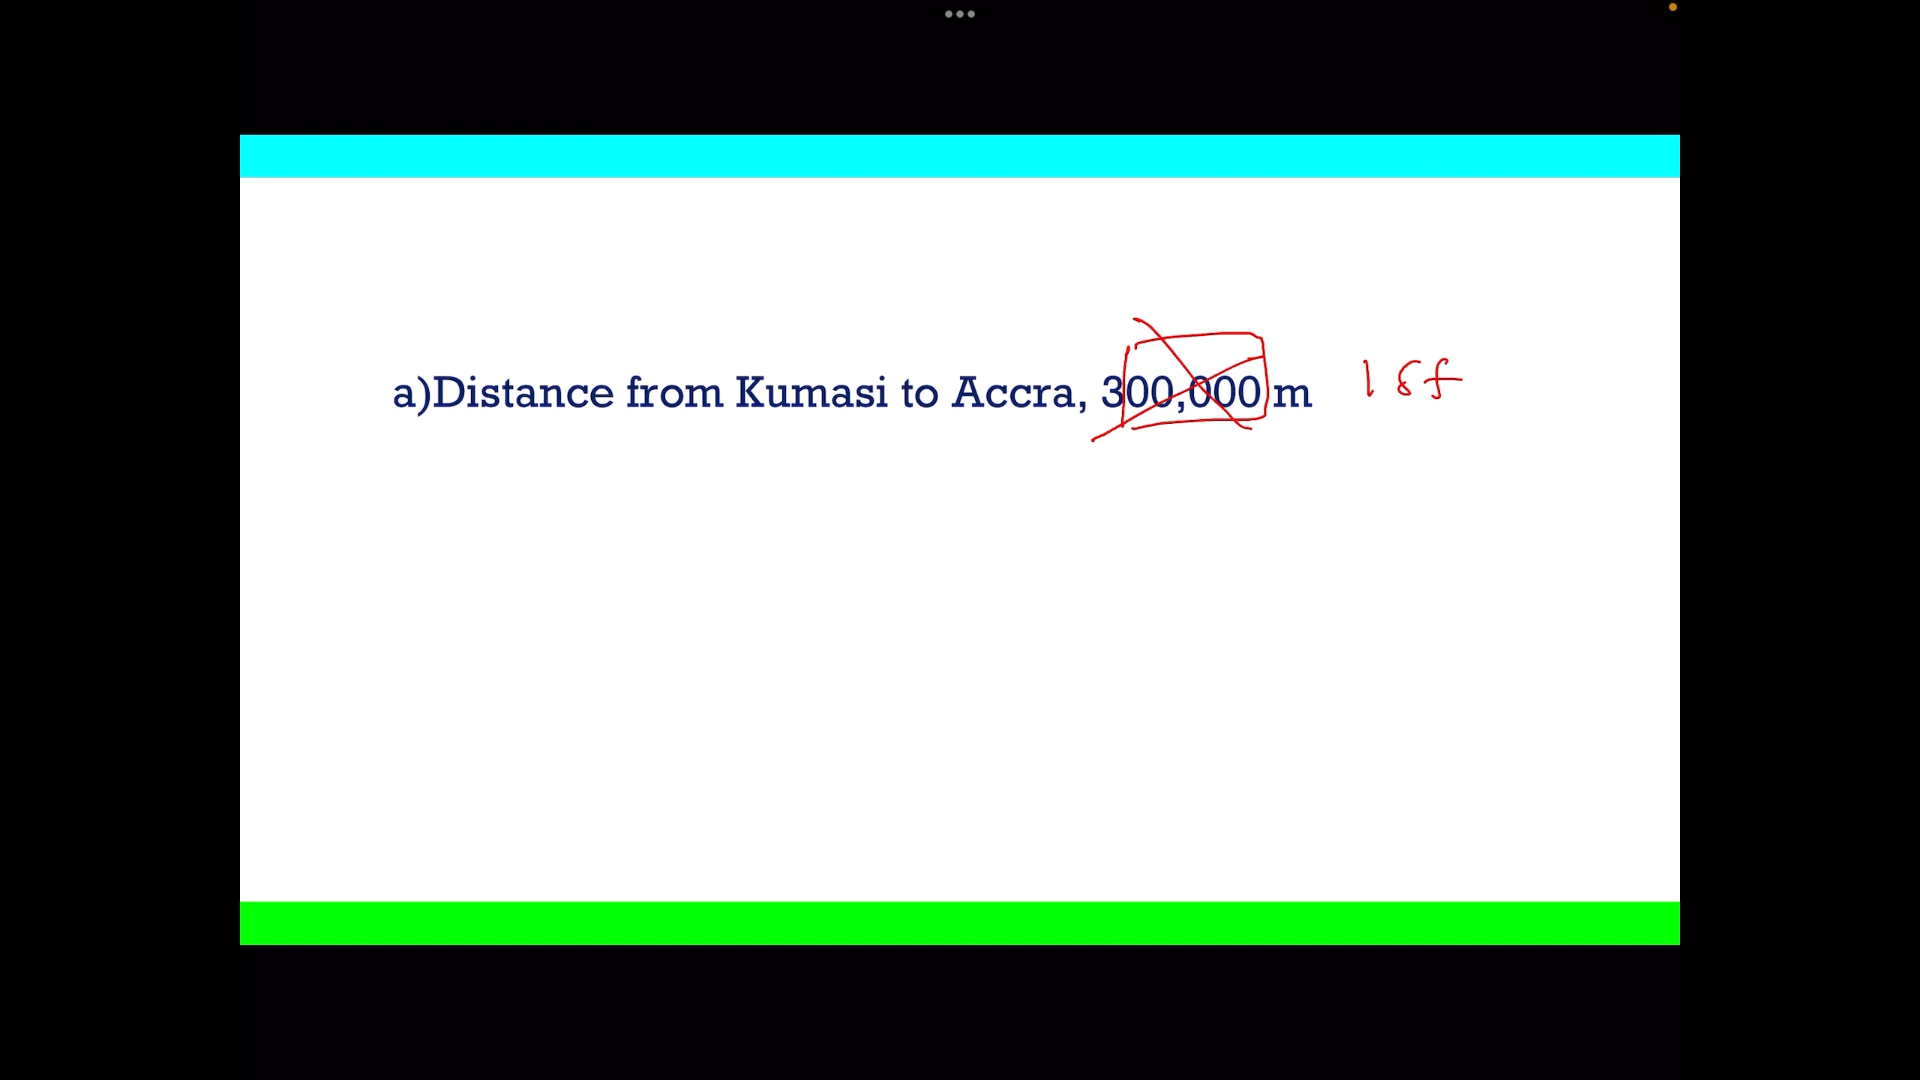 a)Distance from Kumasi to Accra, 300,000 m 1 sf